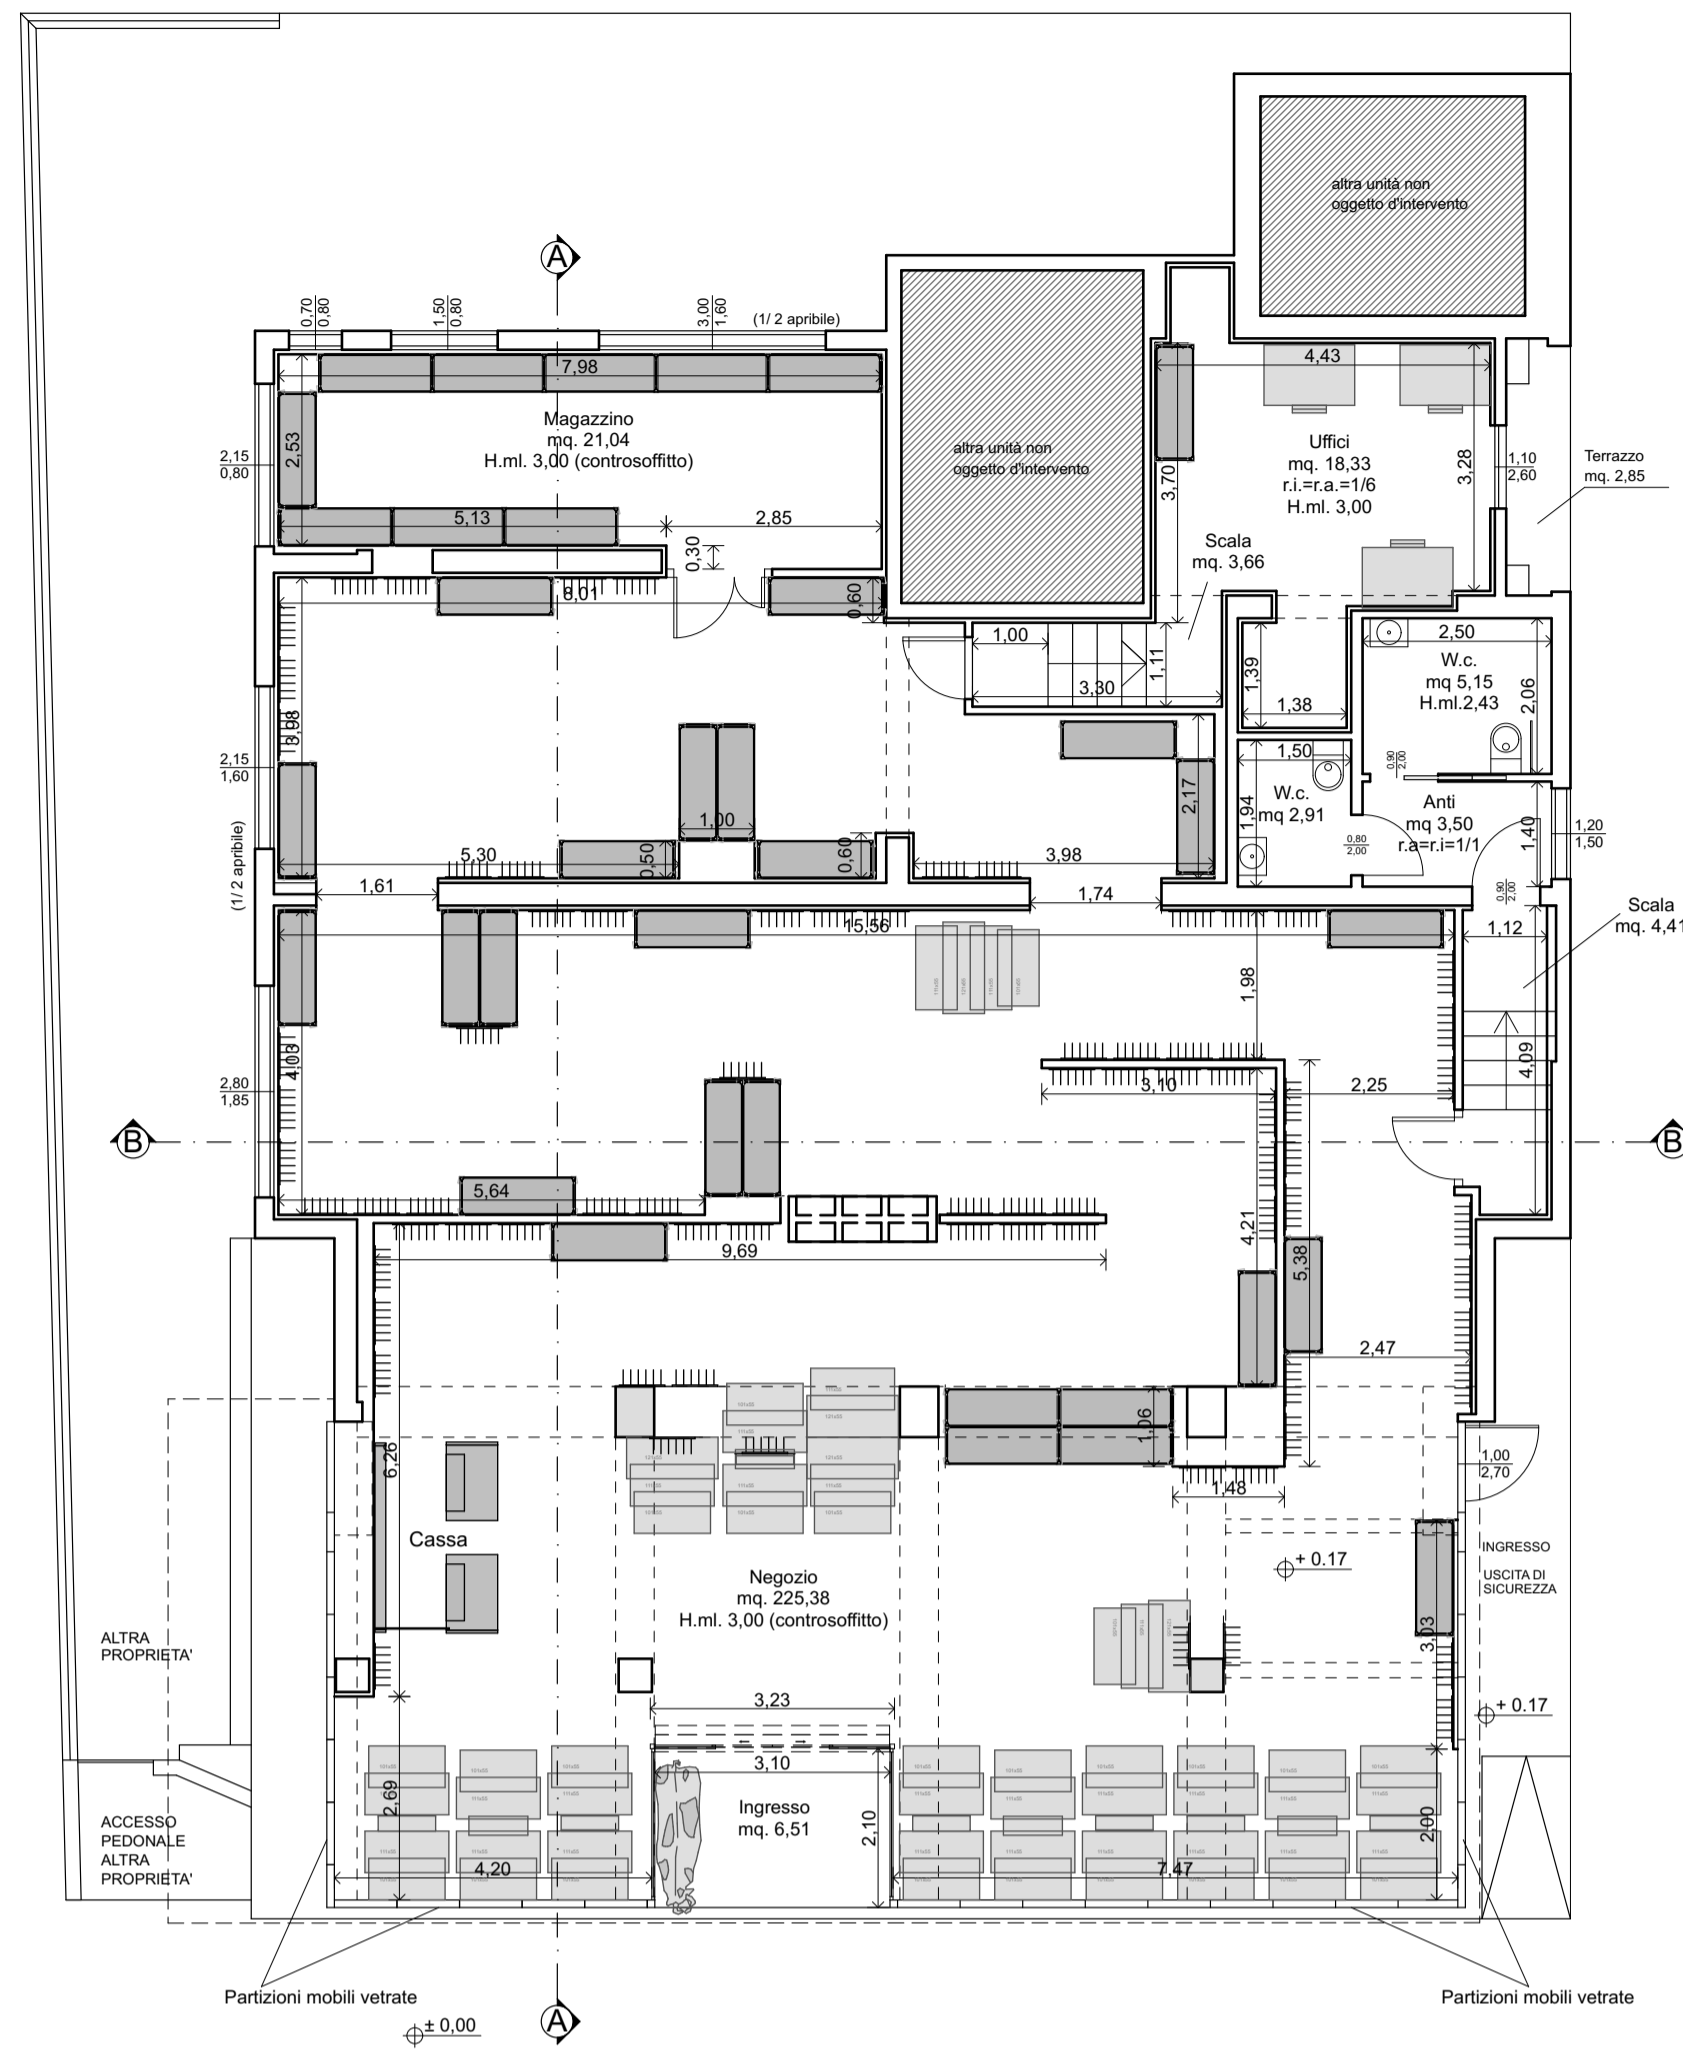 altra unità non
oggetto d'intervento
A
0,70
0,80
1,50
0,80
3,00
1,60
(1/ 2 apribile)
7,98
4,43
Magazzino
mq. 21,04
H.ml. 3,00 (controsoffitto)
2,53
2,15
0,80
altra unità non
oggetto d'intervento
Uffici
mq. 18,33
r.i.=r.a.=1/6
H.ml. 3,00
3,28
3,70
1,10
2,60
Terrazzo
mq. 2,85
5,13
2,85
0,30
Scala
mq. 3,66
8,01
0,60
1,00
1,11
3,30
1,39
1,38
2,50
W.c.
mq 5,15
H.ml.2,43
2,06
3,98
2,15
1,60
(1/ 2 apribile)
1,00
0,50
0,60
5,30
3,98
2,17
1,50
W.c.
mq 2,91
1,94
0,90
2,00
Anti
mq 3,50
r.a=r.i=1/1
0,80
2,00
1,40
1,20
1,50
1,61
1,74
0,90
2,00
15,56
1,12
Scala
mq. 4,41
1,98
4,03
2,80
1,85
3,10
2,25
4,09
B
B
5,64
9,69
4,21
5,38
2,47
6,26
1,06
1,48
1,00
2,70
Cassa
Negozio
mq. 225,38
H.ml. 3,00 (controsoffitto)
+ 0.17
INGRESSO
USCITA DI
SICUREZZA
3,03
ALTRA
PROPRIETA'
+ 0.17
3,23
3,10
Ingresso
mq. 6,51
2,10
2,69
2,00
4,20
7,47
ACCESSO
PEDONALE
ALTRA
PROPRIETA'
Partizioni mobili vetrate
Partizioni mobili vetrate
A
± 0,00